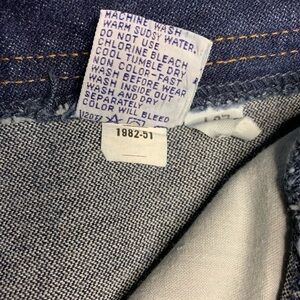 MACHINE WASH
WARM SUDSY WATER.
DO NOT USE
CHLORINE BLEACH
COOL TUMBLE DRY
NON COLOR-FAST
WASH BEFORE WEAR
WASH INSIDE OUT
WASH AND DRY
SEPARATELY
COLOR WILL BLEED
1982-51